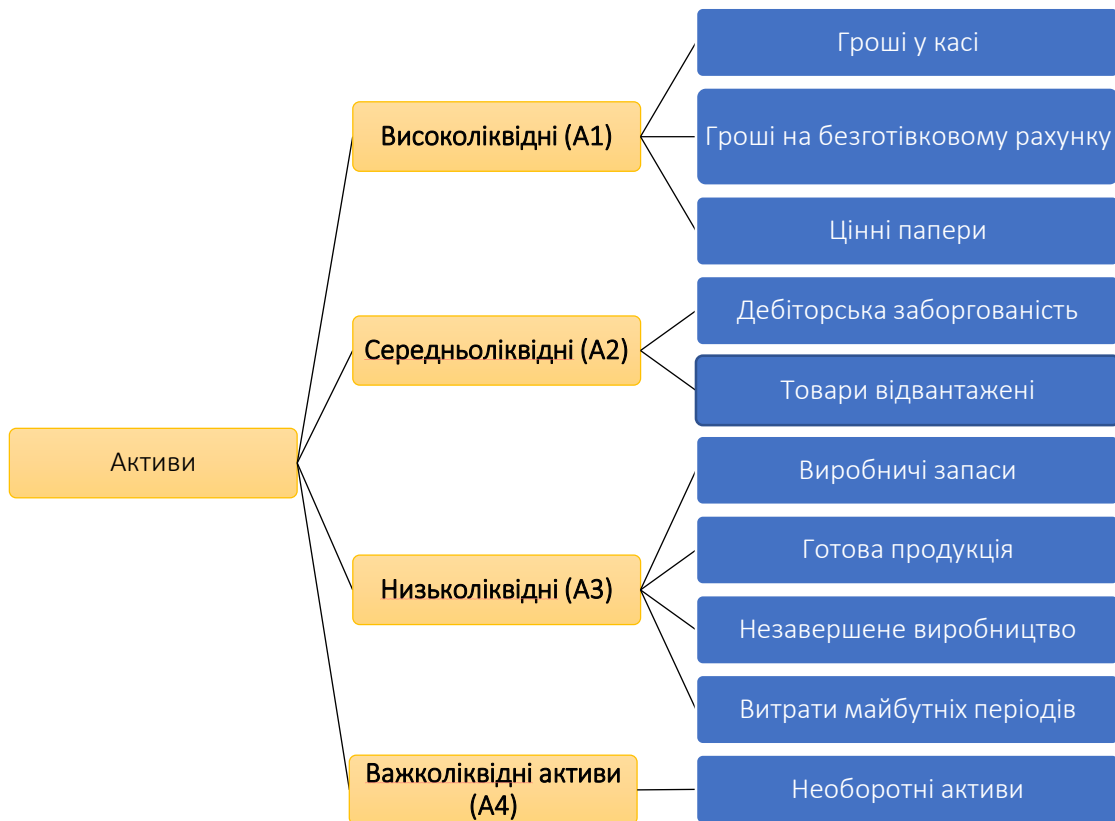 Активи
Високоліквідні (А1)
Гроші у касі
Гроші на безготівковому рахунку
Цінні папери
Середньоліквідні (А2)
Дебіторська заборгованість
Товари відвантажені
Низьколіквідні (А3)
Виробничі запаси
Готова продукція
Незавершене виробництво
Витрати майбутніх періодів
Важколіквідні активи
(А4)
Необоротні активи